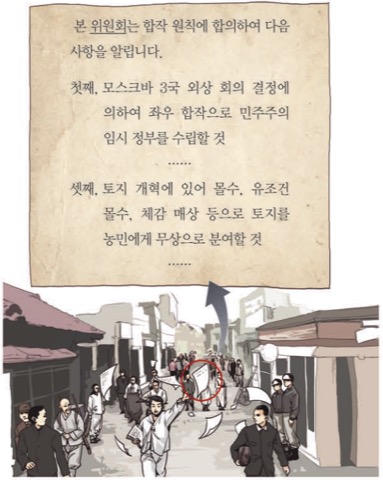 본 위원회는 합작 원칙에 합의하여 다음
사항을 알립니다.
첫째, 모스크바 3국 외상 회의 결정에
의하여 좌우 합작으로 민주주의
임시 정부를 수립할 것
……
셋째, 토지 개혁에 있어 몰수, 유조건
몰수, 체감 매상 등으로 토지를
농민에게 무상으로 분여할 것
……